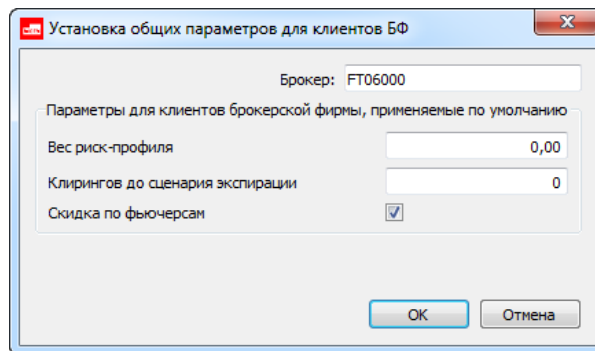 Установка общих параметров для клиентов БФ
Брокер: FT06000
Параметры для клиентов брокерской фирмы, применяемые по умолчанию
Вес риск-профиля 0,00
Клирингов до сценария экспирации 0
Скидка по фьючерсам
OK Отмена